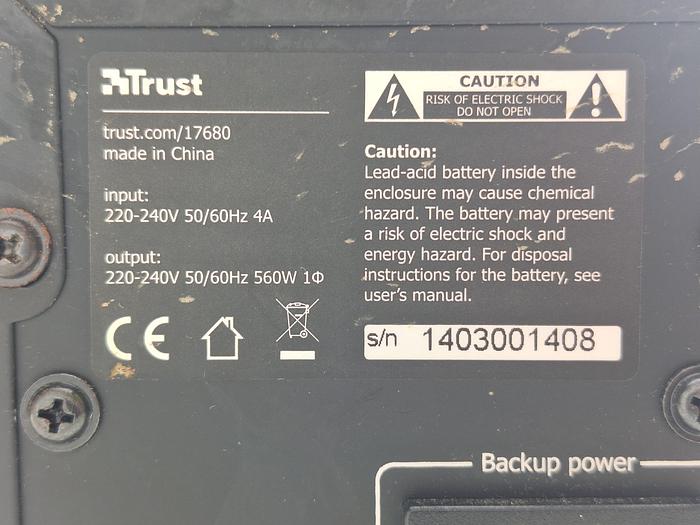 Trust
trust.com/17680
made in China
input:
220-240V 50/60Hz 4A
output:
220-240V 50/60Hz 560W 1Φ
CE
CAUTION
RISK OF ELECTRIC SHOCK
DO NOT OPEN
Caution:
Lead-acid battery inside the
enclosure may cause chemical
hazard. The battery may present
a risk of electric shock and
energy hazard. For disposal
instructions for the battery, see
user's manual.
s/n 1403001408
Backup power